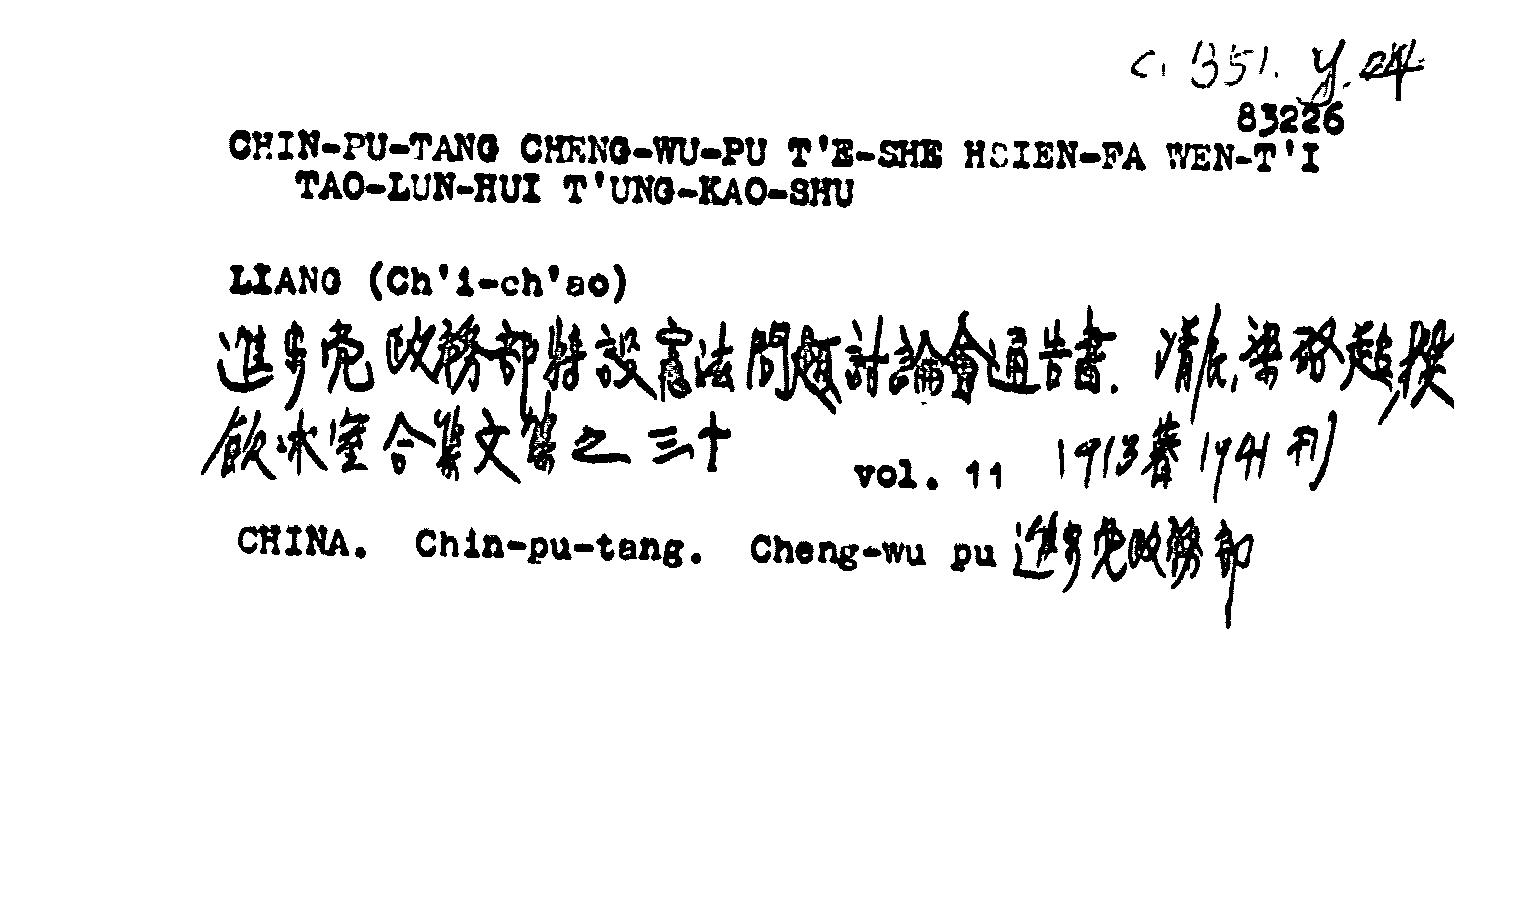 C. 351. y. 24
83226
CHIN-PU-TANG CHENG-WU-PU T'E-SHE HSIEN-FA WEN-T'I
TAO-LUN-HUI T'UNG-KAO-SHU
LIANG (Ch'i-ch'ao)
進步党政務部特設憲法問題討論會通告書. 清民. 梁啓超撰
飲冰室合集文集之三十 vol. 11 1913著 1941刊
CHINA. Chin-pu-tang. Cheng-wu pu 進步党政務部